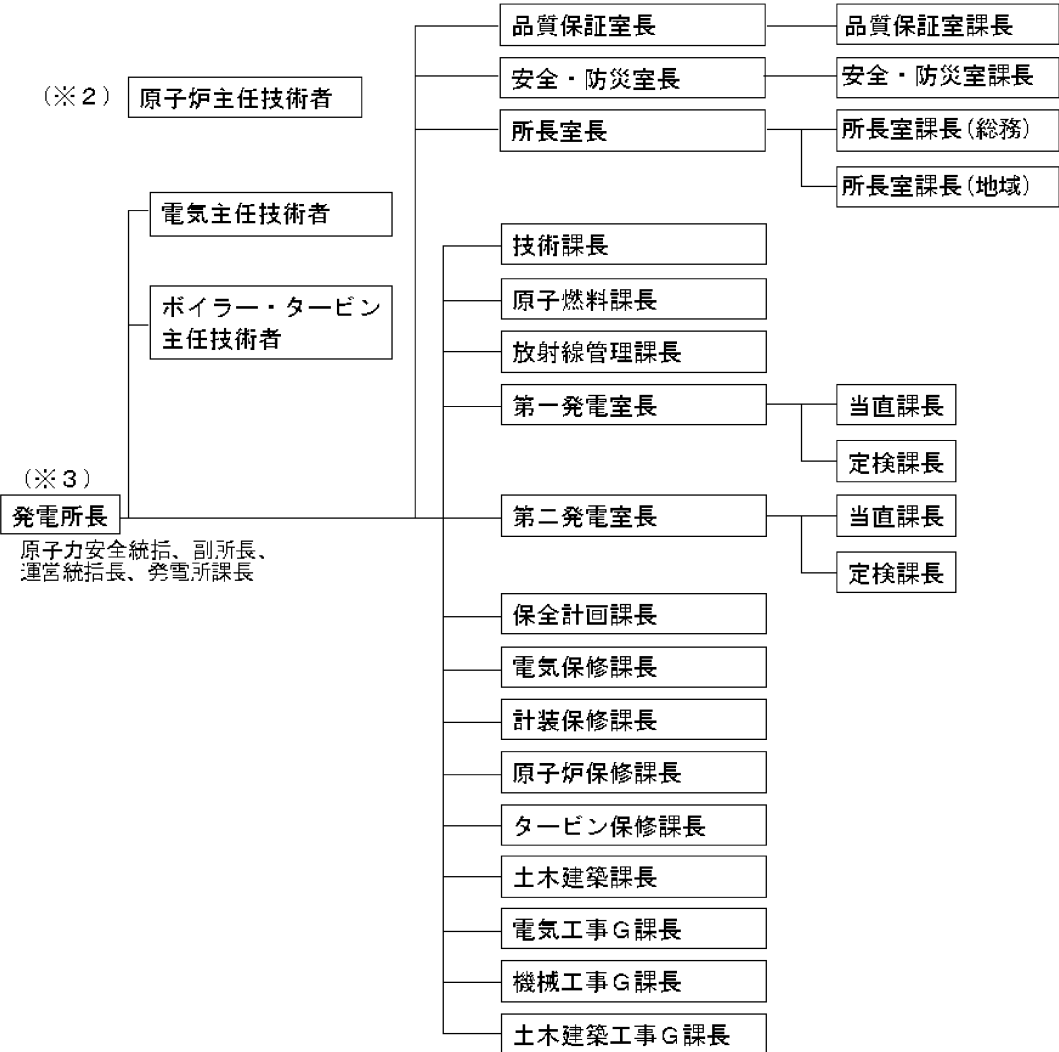 品質保証室長
品質保証室課長
安全・防災室長
安全・防災室課長
(※2)
原子炉主任技術者
所長室長
所長室課長(総務)
所長室課長(地域)
電気主任技術者
技術課長
ボイラー・タービン
主任技術者
原子燃料課長
放射線管理課長
第一発電室長
当直課長
定検課長
(※3)
発電所長
原子力安全統括、副所長、
運営統括長、発電所課長
第二発電室長
当直課長
定検課長
保全計画課長
電気保修課長
計装保修課長
原子炉保修課長
タービン保修課長
土木建築課長
電気工事G課長
機械工事G課長
土木建築工事G課長